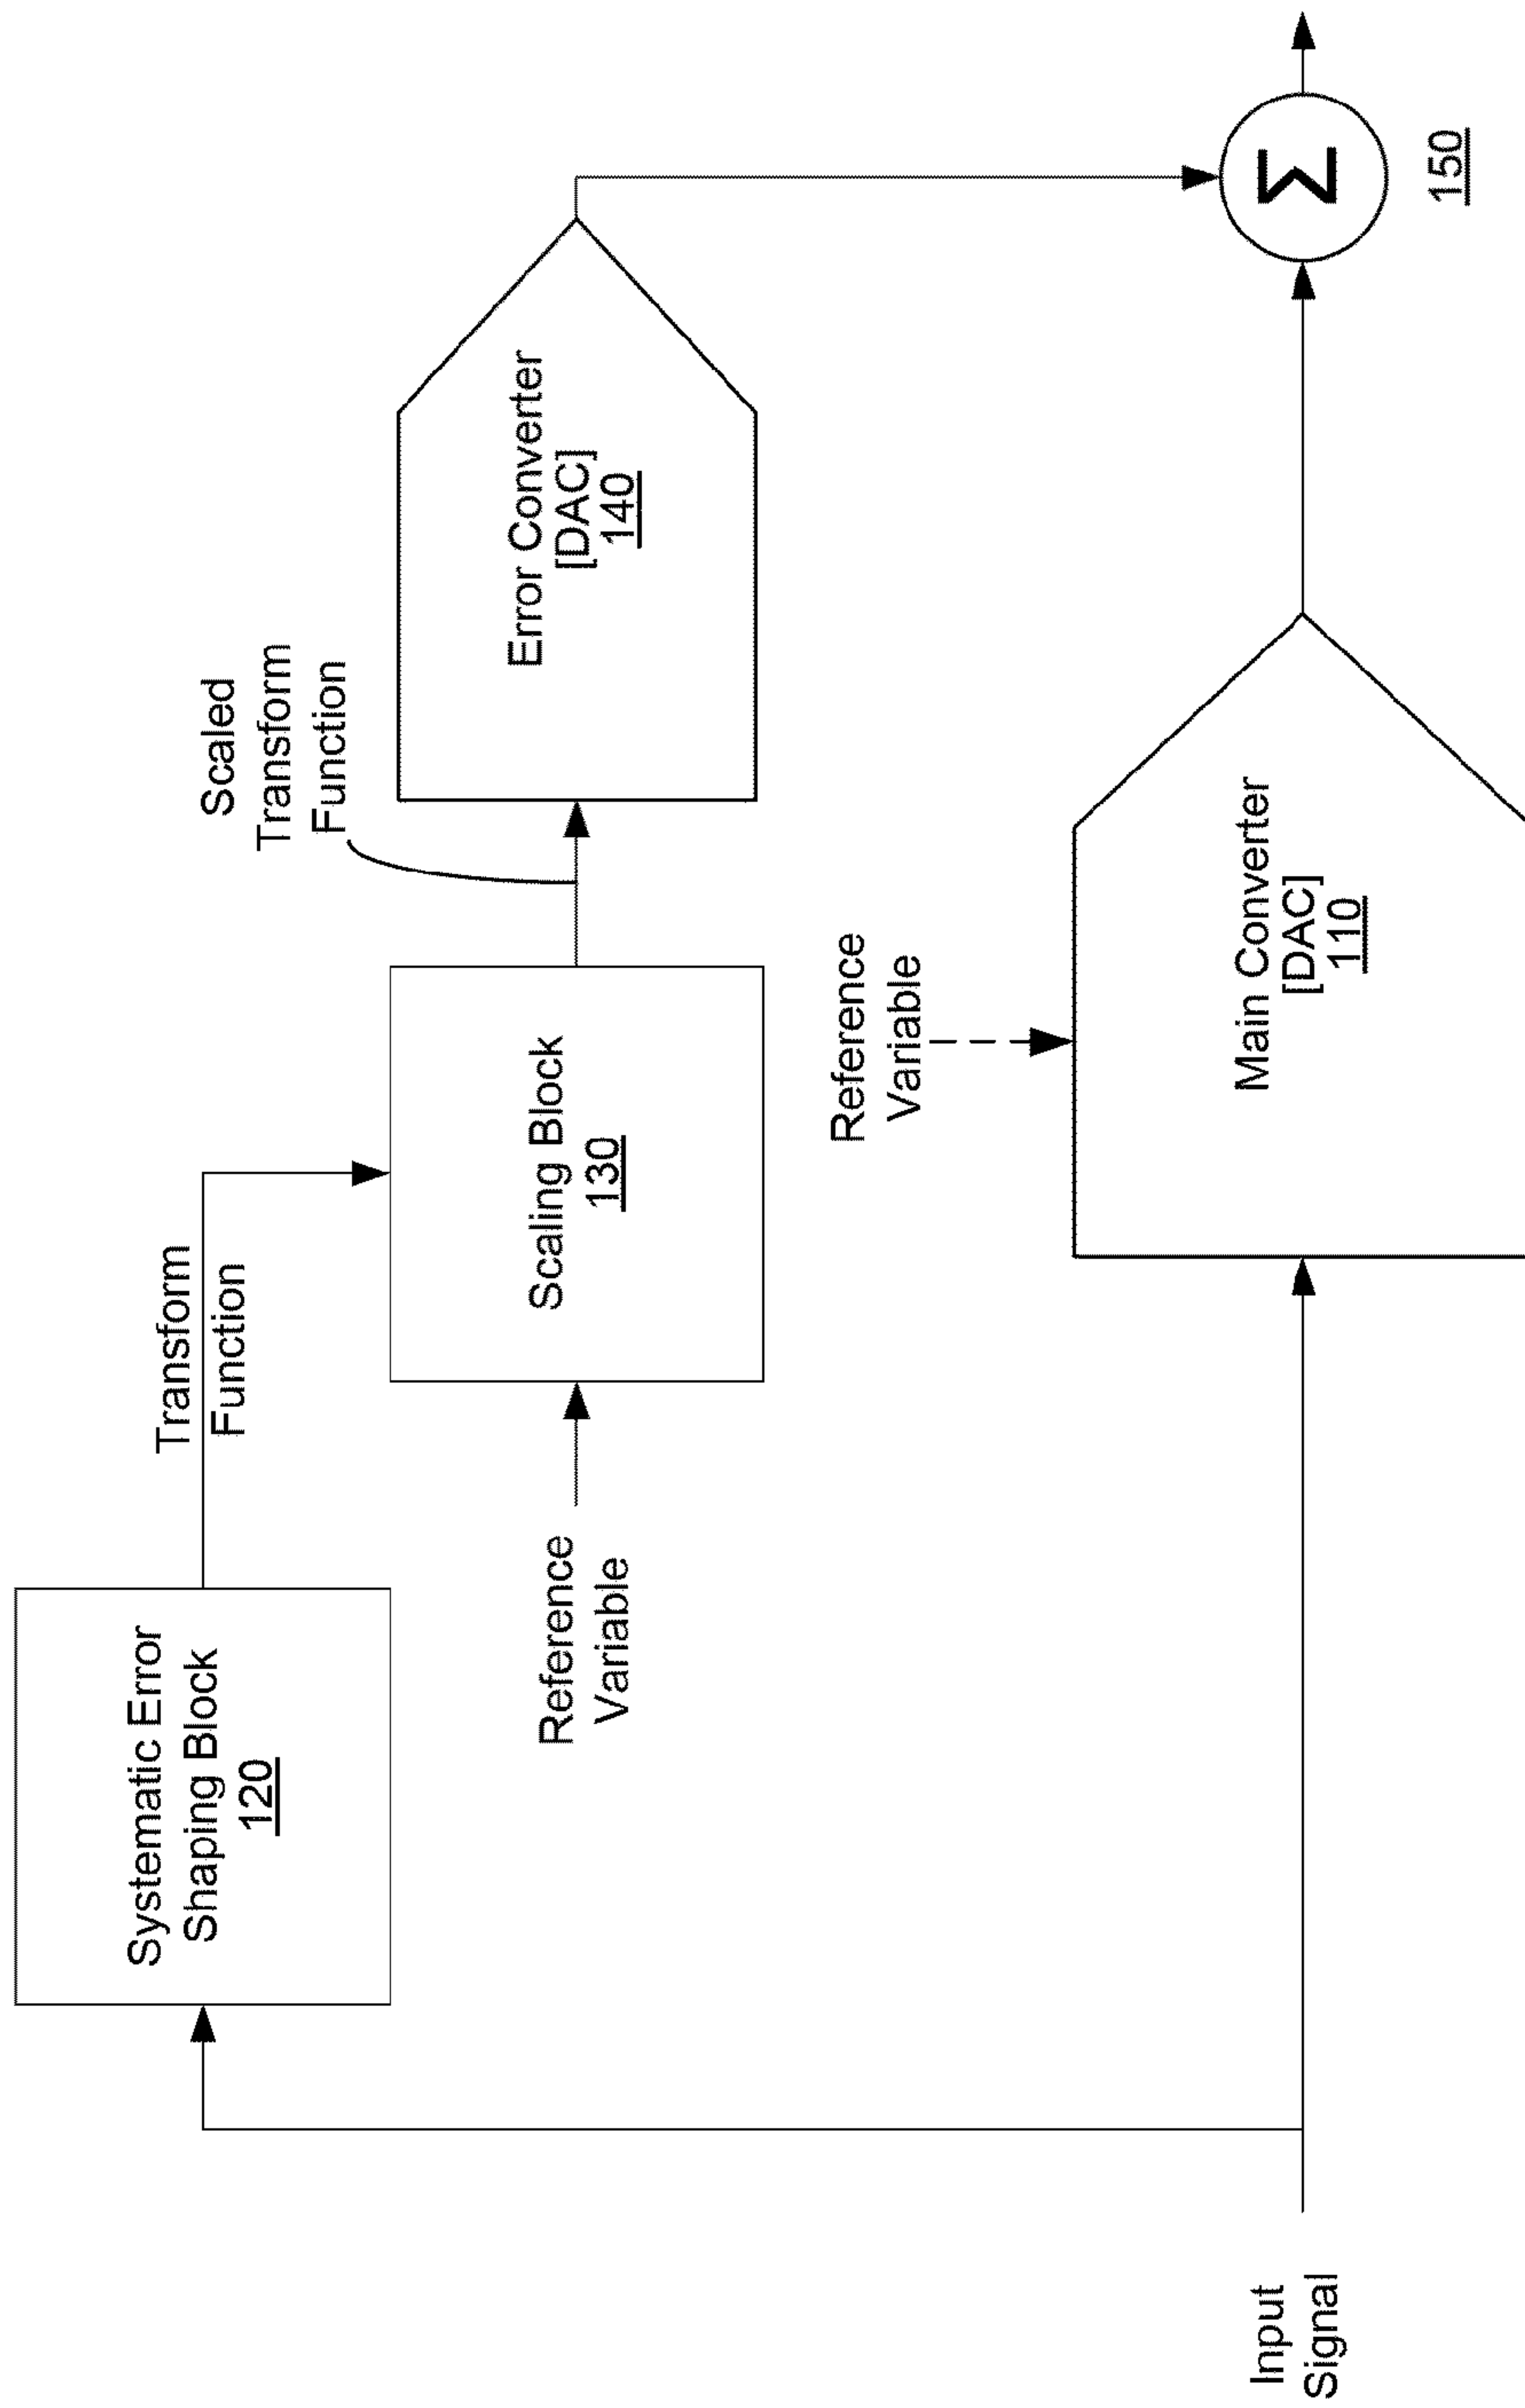 Systematic Error
Shaping Block
120
Transform
Function
Reference
Variable
Scaling Block
130
Scaled
Transform
Function
Error Converter
[DAC]
140
Input
Signal
Reference
Variable
Main Converter
[DAC]
110
Σ
150